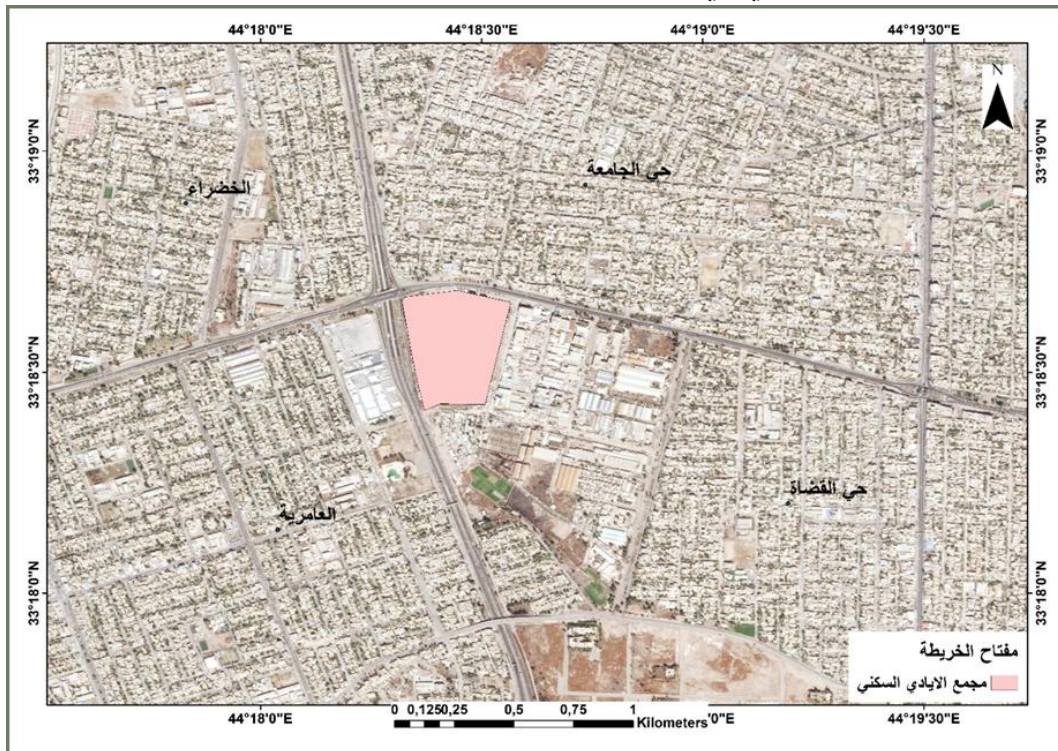 44°18'0"E 44°18'30"E 44°19'0"E 44°19'30"E
N
33°19'0"N 33°19'0"N
حي الجامعة
الخضراء
33°18'30"N 33°18'30"N
حي القضاة
العامرية
33°18'0"N 33°18'0"N
مفتاح الخريطة
مجمع الايادي السكني
44°18'0"E 0 0,125 0,25 0,5 0,75 1 Kilometers 44°19'0"E 44°19'30"E